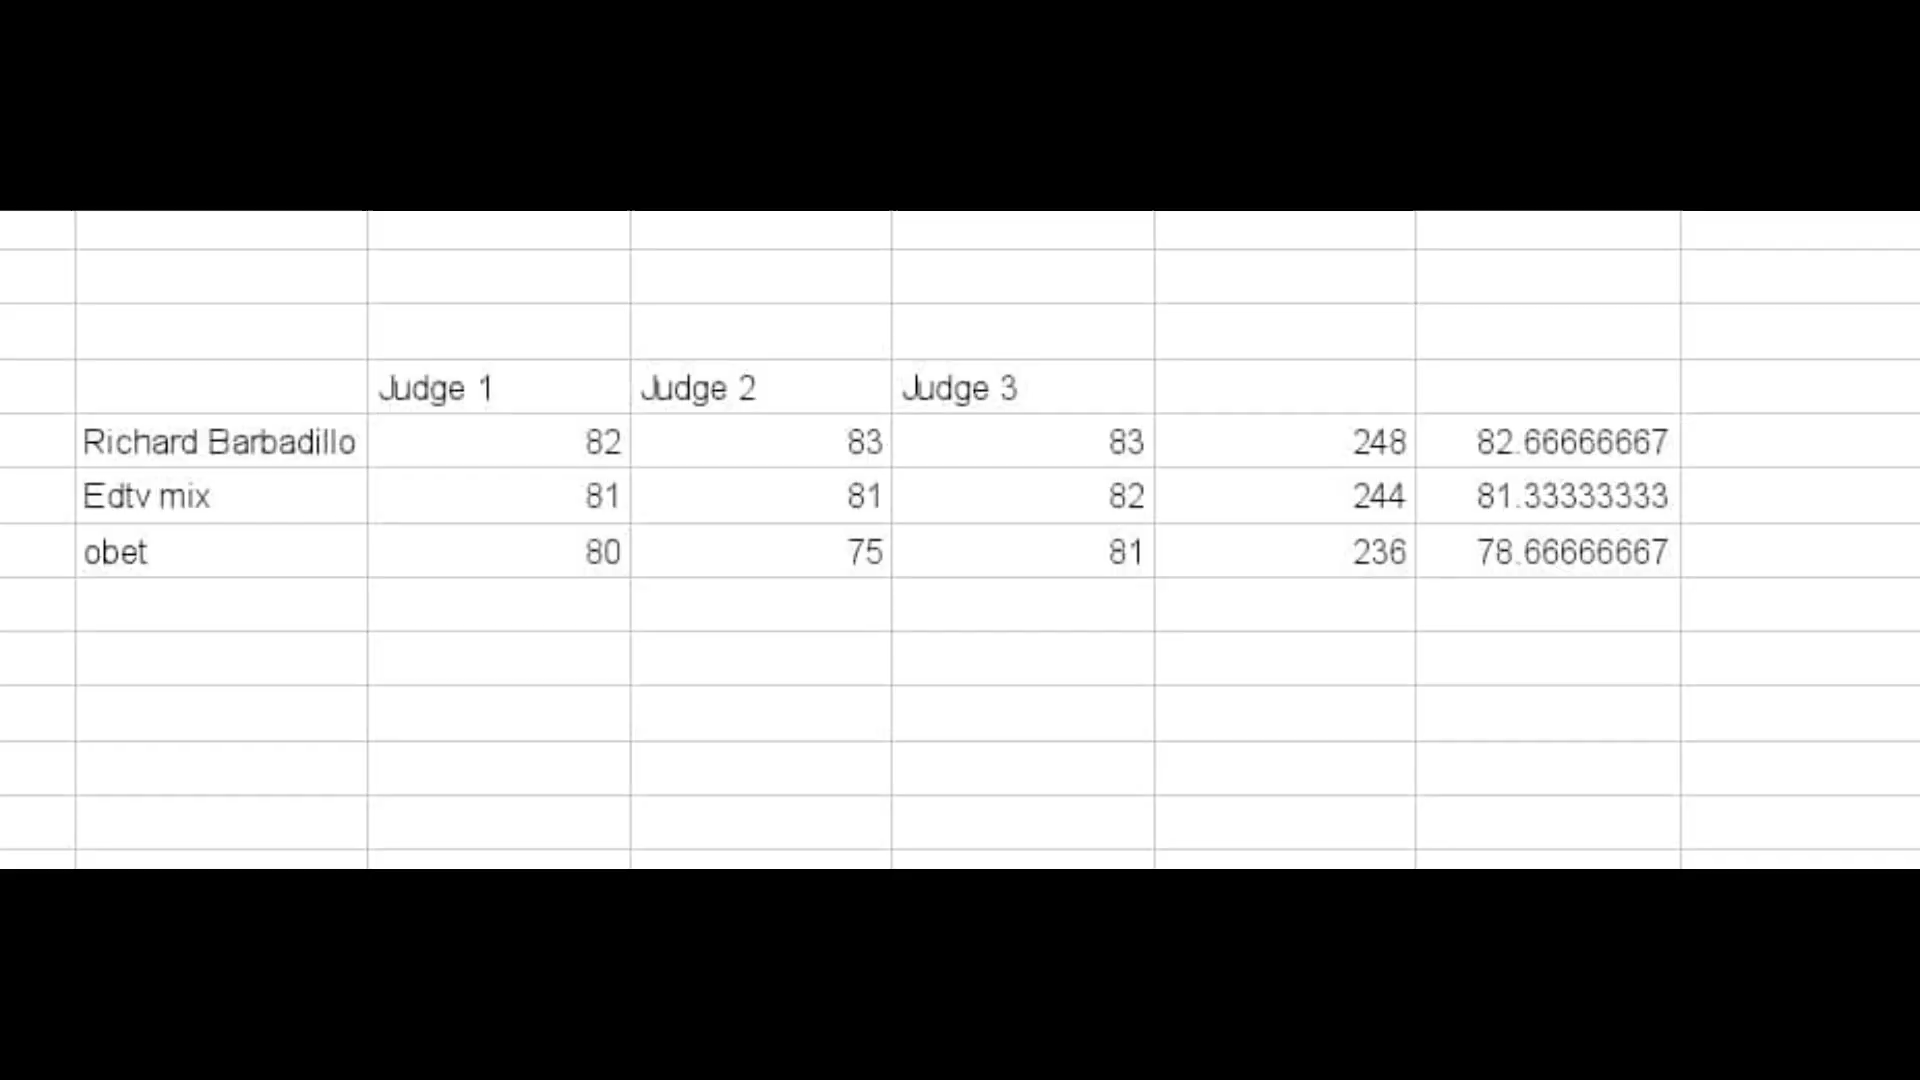 Judge 1 Judge 2 Judge 3
Richard Barbadillo 82 83 83 248 82.66666667
Edtv mix 81 81 82 244 81.33333333
obet 80 75 81 236 78.66666667